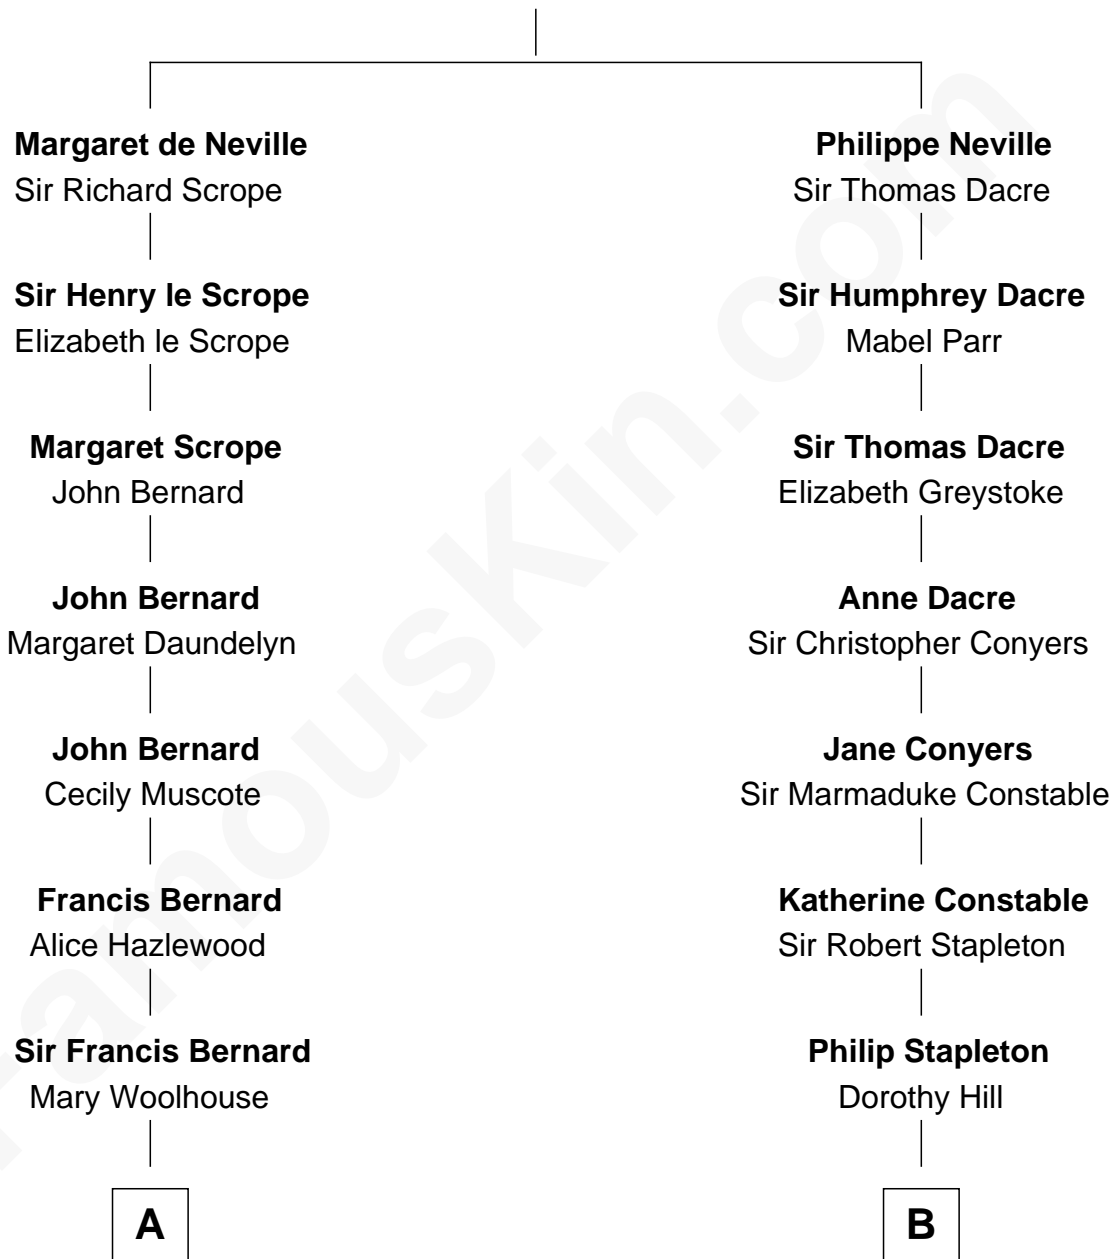 Margaret de Neville
Sir Richard Scrope
Sir Henry le Scrope
Elizabeth le Scrope
Margaret Scrope
John Bernard
John Bernard
Margaret Daundelyn
John Bernard
Cecily Muscote
Francis Bernard
Alice Hazlewood
Sir Francis Bernard
Mary Woolhouse
A
Philippe Neville
Sir Thomas Dacre
Sir Humphrey Dacre
Mabel Parr
Sir Thomas Dacre
Elizabeth Greystoke
Anne Dacre
Sir Christopher Conyers
Jane Conyers
Sir Marmaduke Constable
Katherine Constable
Sir Robert Stapleton
Philip Stapleton
Dorothy Hill
B
FamousKin.com